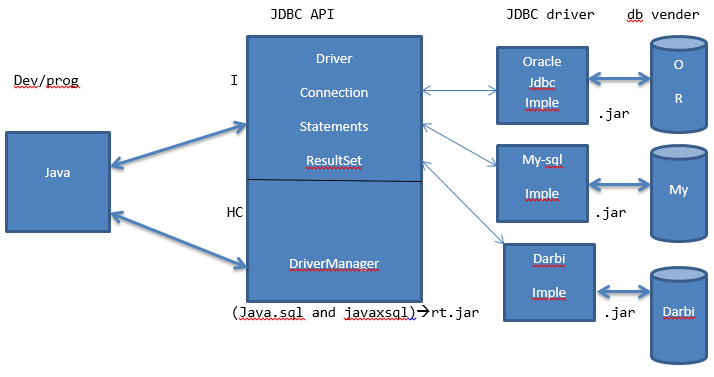 JDBC API
JDBC driver
db vender
Dev/prog
Java
I
Driver
Connection
Statements
ResultSet
HC
DriverManager
(Java.sql and javaxsql)→rt.jar
Oracle
Jdbc
Imple
.jar
O
R
My-sql
Imple
.jar
My
Darbi
Imple
.jar
Darbi